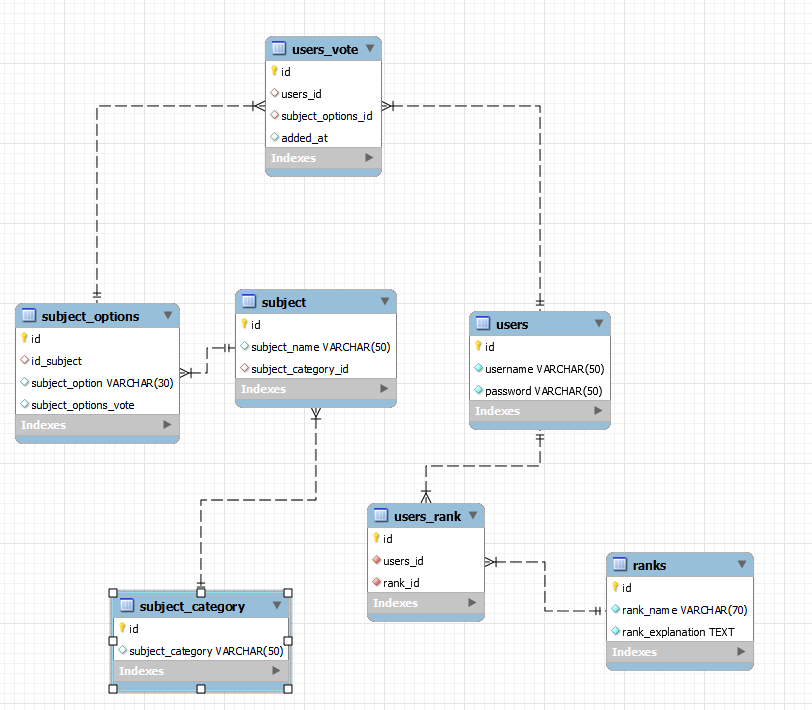 users_vote
id
users_id
subject_options_id
added_at
Indexes
subject_options
id
id_subject
subject_option VARCHAR(30)
subject_options_vote
Indexes
subject
id
subject_name VARCHAR(50)
subject_category_id
Indexes
users
id
username VARCHAR(50)
password VARCHAR(50)
Indexes
users_rank
id
users_id
rank_id
Indexes
ranks
id
rank_name VARCHAR(70)
rank_explanation TEXT
Indexes
subject_category
id
subject_category VARCHAR(50)
Indexes